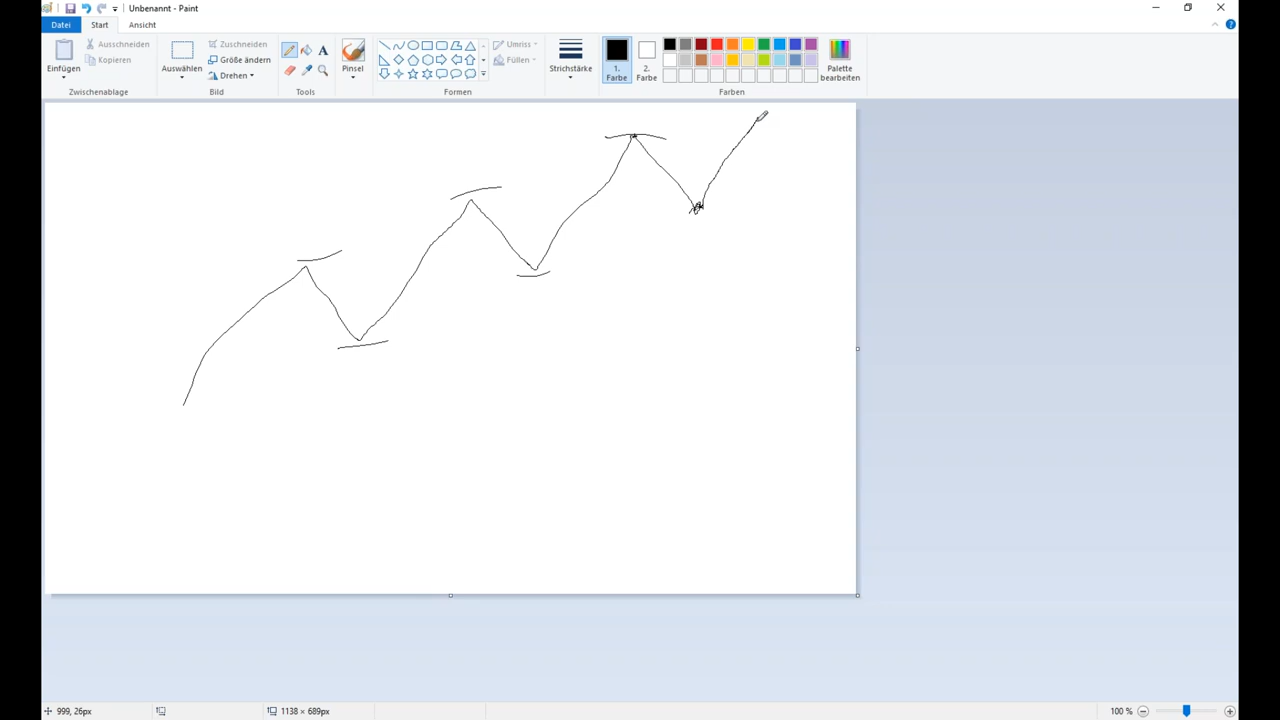 Unbenannt - Paint
Datei Start Ansicht
Einfügen
Ausschneiden
Kopieren
Zwischenablage
Auswählen
Zuschneiden
Größe ändern
Drehen
Bild
A
Tools
Pinsel
Umriss
Füllen
Formen
Strichstärke
1.
Farbe
2.
Farbe
Palette
bearbeiten
Farben
999, 26px 1138 × 689px 100 %